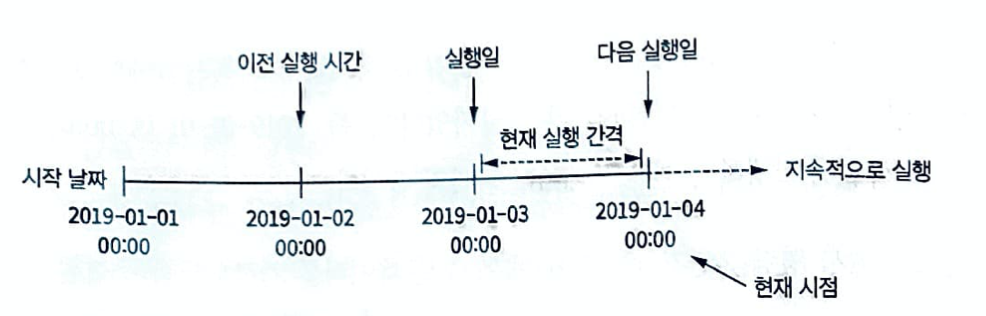 이전 실행 시간
실행일
다음 실행일
현재 실행 간격
시작 날짜
지속적으로 실행
2019-01-01
00:00
2019-01-02
00:00
2019-01-03
00:00
2019-01-04
00:00
현재 시점